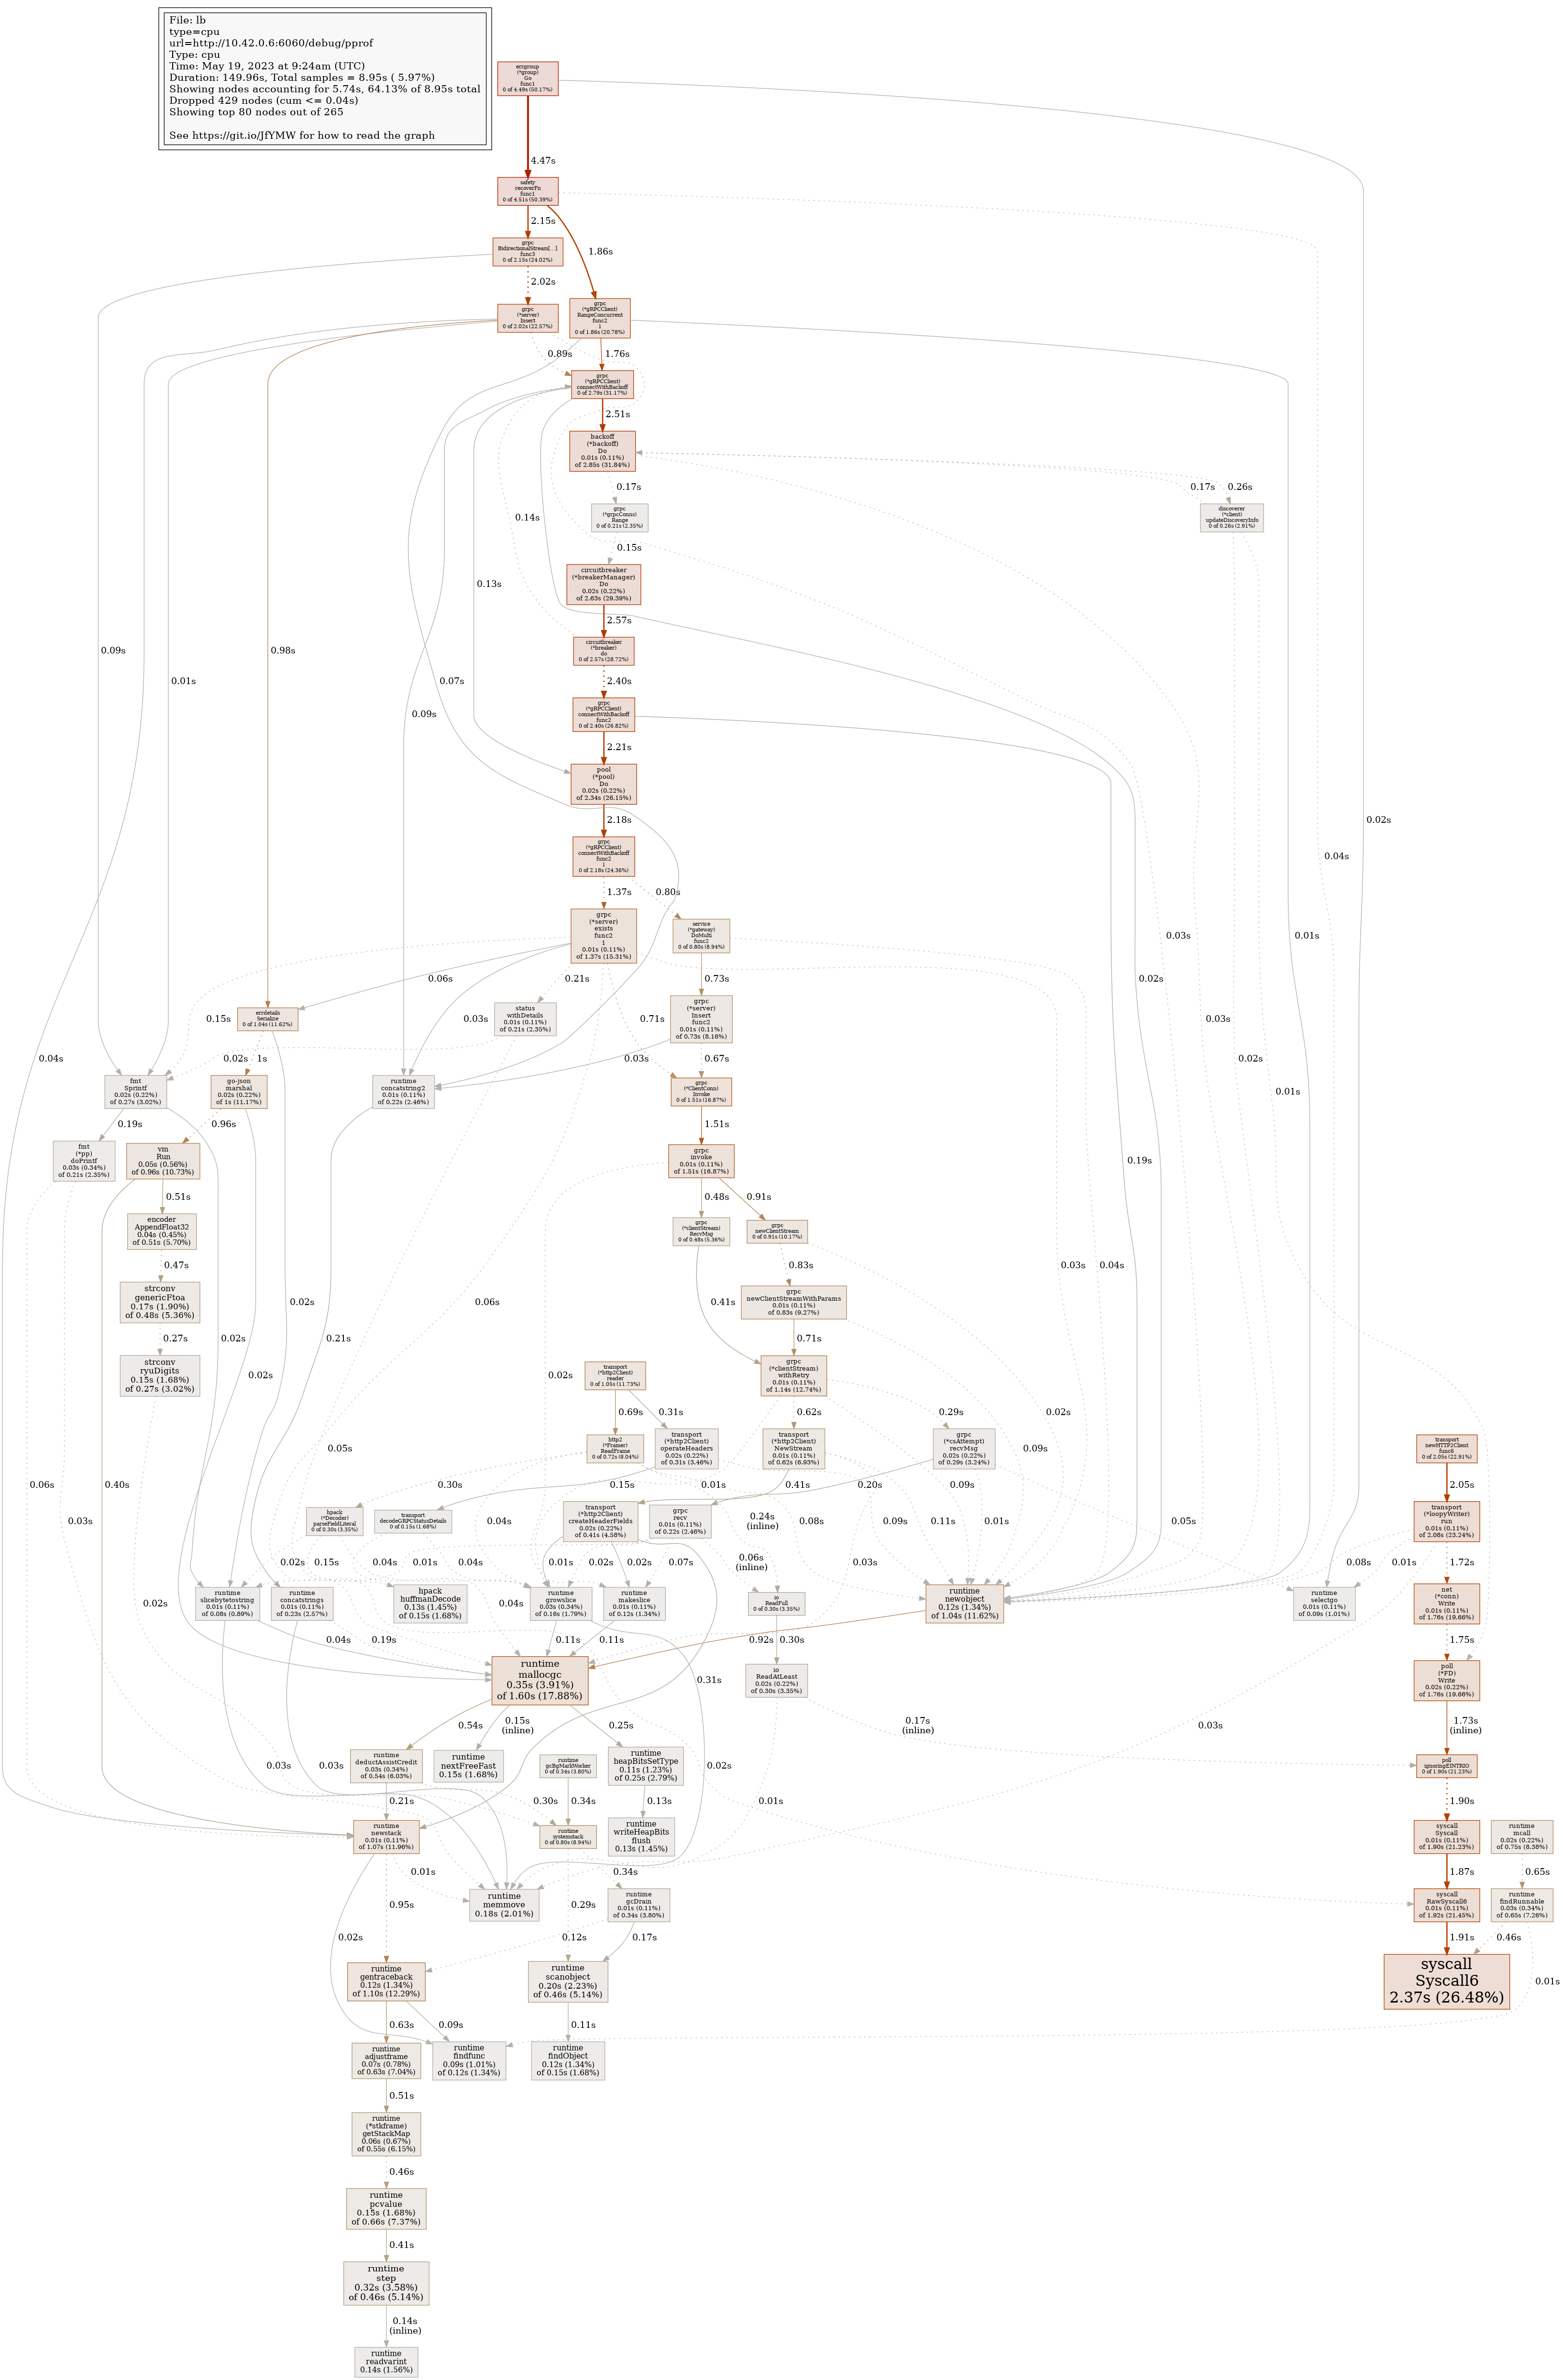 File: lb
type=cpu
url=http://10.42.0.6:6060/debug/pprof
Type: cpu
Time: May 19, 2023 at 9:24am (UTC)
Duration: 149.96s, Total samples = 8.95s ( 5.97%)
Showing nodes accounting for 5.74s, 64.13% of 8.95s total
Dropped 429 nodes (cum <= 0.04s)
Showing top 80 nodes out of 265
See https://git.io/JfYMW for how to read the graph
errgroup
(*group)
Go
func1
0 of 4.49s (50.17%)
4.47s
safety
recoverFn
func1
0 of 4.51s (50.39%)
2.15s
grpc
BidirectionalStream[...]
func3
0 of 2.15s (24.02%)
1.86s
2.02s
grpc
(*server)
Insert
0 of 2.02s (22.57%)
grpc
(*gRPCClient)
RangeConcurrent
func2
1
0 of 1.86s (20.78%)
0.89s
1.76s
grpc
(*gRPCClient)
connectWithBackoff
0 of 2.79s (31.17%)
2.51s
backoff
(*backoff)
Do
0.01s (0.11%)
of 2.85s (31.84%)
0.17s
0.17s
0.26s
grpc
(*grpcConns)
Range
0 of 0.21s (2.35%)
discoverer
(*client)
updateDiscoveryInfo
0 of 0.26s (2.91%)
0.14s
0.15s
circuitbreaker
(*breakerManager)
Do
0.02s (0.22%)
of 2.63s (29.39%)
0.13s
2.57s
circuitbreaker
(*breaker)
do
0 of 2.57s (28.72%)
0.09s
0.98s
0.01s
0.07s
0.09s
2.40s
0.02s
0.04s
grpc
(*gRPCClient)
connectWithBackoff
func2
0 of 2.40s (26.82%)
2.21s
pool
(*pool)
Do
0.02s (0.22%)
of 2.34s (26.15%)
2.18s
grpc
(*gRPCClient)
connectWithBackoff
func2
1
0 of 2.18s (24.36%)
1.37s
0.80s
grpc
(*server)
exists
func2
1
0.01s (0.11%)
of 1.37s (15.31%)
service
(*gateway)
DoMulti
func2
0 of 0.80s (8.94%)
0.03s
0.03s
0.02s
0.01s
0.06s
0.21s
0.73s
errdetails
Serialize
0 of 1.04s (11.62%)
status
withDetails
0.01s (0.11%)
of 0.21s (2.35%)
grpc
(*server)
Insert
func2
0.01s (0.11%)
of 0.73s (8.16%)
0.04s
0.15s
0.02s
1s
0.03s
0.71s
0.03s
0.67s
0.02s
0.01s
fmt
Sprintf
0.02s (0.22%)
of 0.27s (3.02%)
go-json
marshal
0.02s (0.22%)
of 1s (11.17%)
runtime
concatstring2
0.01s (0.11%)
of 0.22s (2.46%)
grpc
(*ClientConn)
Invoke
0 of 1.51s (16.87%)
0.19s
0.96s
1.51s
fmt
(*pp)
doPrintf
0.03s (0.34%)
of 0.21s (2.35%)
vm
Run
0.05s (0.56%)
of 0.96s (10.73%)
grpc
invoke
0.01s (0.11%)
of 1.51s (16.87%)
0.19s
0.51s
0.48s
0.91s
encoder
AppendFloat32
0.04s (0.45%)
of 0.51s (5.70%)
grpc
(*clientStream)
RecvMsg
0 of 0.48s (5.36%)
grpc
newClientStream
0 of 0.91s (10.17%)
0.03s
0.04s
0.47s
0.83s
strconv
genericFtoa
0.17s (1.90%)
of 0.48s (5.36%)
0.06s
0.41s
grpc
newClientStreamWithParams
0.01s (0.11%)
of 0.83s (9.27%)
0.02s
0.27s
0.02s
0.21s
0.71s
strconv
ryuDigits
0.15s (1.68%)
of 0.27s (3.02%)
0.02s
0.02s
transport
(*http2Client)
reader
0 of 1.05s (11.73%)
grpc
(*clientStream)
withRetry
0.01s (0.11%)
of 1.14s (12.74%)
0.69s
0.31s
0.62s
0.29s
0.02s
http2
(*Framer)
ReadFrame
0 of 0.72s (8.04%)
transport
(*http2Client)
operateHeaders
0.02s (0.22%)
of 0.31s (3.46%)
transport
(*http2Client)
NewStream
0.01s (0.11%)
of 0.62s (6.93%)
grpc
(*csAttempt)
recvMsg
0.02s (0.22%)
of 0.29s (3.24%)
0.09s
transport
newHTTP2Client
func6
0 of 2.05s (22.91%)
0.06s
0.40s
0.05s
0.30s
0.15s
0.01s
0.41s
0.20s
0.09s
2.05s
0.03s
hpack
(*Decoder)
parseFieldLiteral
0 of 0.30s (3.35%)
transport
decodeGRPCStatusDetails
0 of 0.15s (1.68%)
0.04s
transport
(*http2Client)
createHeaderFields
0.02s (0.22%)
of 0.41s (4.58%)
grpc
recv
0.01s (0.11%)
of 0.22s (2.46%)
0.24s
(inline)
0.08s
0.09s
0.11s
0.01s
0.05s
transport
(*loopyWriter)
run
0.01s (0.11%)
of 2.08s (23.24%)
0.02s
0.15s
0.04s
0.01s
0.04s
0.01s
0.02s
0.02s
0.07s
0.06s
(inline)
0.03s
0.08s
0.01s
1.72s
runtime
slicebytetostring
0.01s (0.11%)
of 0.08s (0.89%)
runtime
concatstrings
0.01s (0.11%)
of 0.23s (2.57%)
hpack
huffmanDecode
0.13s (1.45%)
of 0.15s (1.68%)
runtime
growslice
0.03s (0.34%)
of 0.16s (1.79%)
runtime
makeslice
0.01s (0.11%)
of 0.12s (1.34%)
io
ReadFull
0 of 0.30s (3.35%)
runtime
newobject
0.12s (1.34%)
of 1.04s (11.62%)
runtime
selectgo
0.01s (0.11%)
of 0.09s (1.01%)
net
(*conn)
Write
0.01s (0.11%)
of 1.76s (19.66%)
0.02s
0.04s
0.04s
0.19s
0.11s
0.11s
0.92s
0.30s
0.31s
1.75s
runtime
mallocgc
0.35s (3.91%)
of 1.60s (17.88%)
io
ReadAtLeast
0.02s (0.22%)
of 0.30s (3.35%)
poll
(*FD)
Write
0.02s (0.22%)
of 1.76s (19.66%)
0.54s
0.15s
(inline)
0.25s
0.17s
(inline)
1.73s
(inline)
runtime
deductAssistCredit
0.03s (0.34%)
of 0.54s (6.03%)
runtime
nextFreeFast
0.15s (1.68%)
runtime
gcBgMarkWorker
0 of 0.34s (3.80%)
runtime
heapBitsSetType
0.11s (1.23%)
of 0.25s (2.79%)
poll
ignoringEINTRIO
0 of 1.90s (21.23%)
0.03s
0.03s
0.02s
0.03s
0.21s
0.30s
0.34s
0.13s
0.01s
1.90s
runtime
newstack
0.01s (0.11%)
of 1.07s (11.96%)
runtime
systemstack
0 of 0.80s (8.94%)
runtime
writeHeapBits
flush
0.13s (1.45%)
syscall
Syscall
0.01s (0.11%)
of 1.90s (21.23%)
runtime
mcall
0.02s (0.22%)
of 0.75s (8.38%)
0.01s
0.34s
1.87s
0.65s
0.95s
runtime
memmove
0.18s (2.01%)
0.29s
runtime
gcDrain
0.01s (0.11%)
of 0.34s (3.80%)
syscall
RawSyscall6
0.01s (0.11%)
of 1.92s (21.45%)
runtime
findRunnable
0.03s (0.34%)
of 0.65s (7.26%)
0.02s
0.12s
0.17s
1.91s
0.46s
runtime
gentraceback
0.12s (1.34%)
of 1.10s (12.29%)
runtime
scanobject
0.20s (2.23%)
of 0.46s (5.14%)
syscall
Syscall6
2.37s (26.48%)
0.01s
0.63s
0.09s
0.11s
runtime
adjustframe
0.07s (0.78%)
of 0.63s (7.04%)
runtime
findfunc
0.09s (1.01%)
of 0.12s (1.34%)
runtime
findObject
0.12s (1.34%)
of 0.15s (1.68%)
0.51s
runtime
(*stkframe)
getStackMap
0.06s (0.67%)
of 0.55s (6.15%)
0.46s
runtime
pcvalue
0.15s (1.68%)
of 0.66s (7.37%)
0.41s
runtime
step
0.32s (3.58%)
of 0.46s (5.14%)
0.14s
(inline)
runtime
readvarint
0.14s (1.56%)